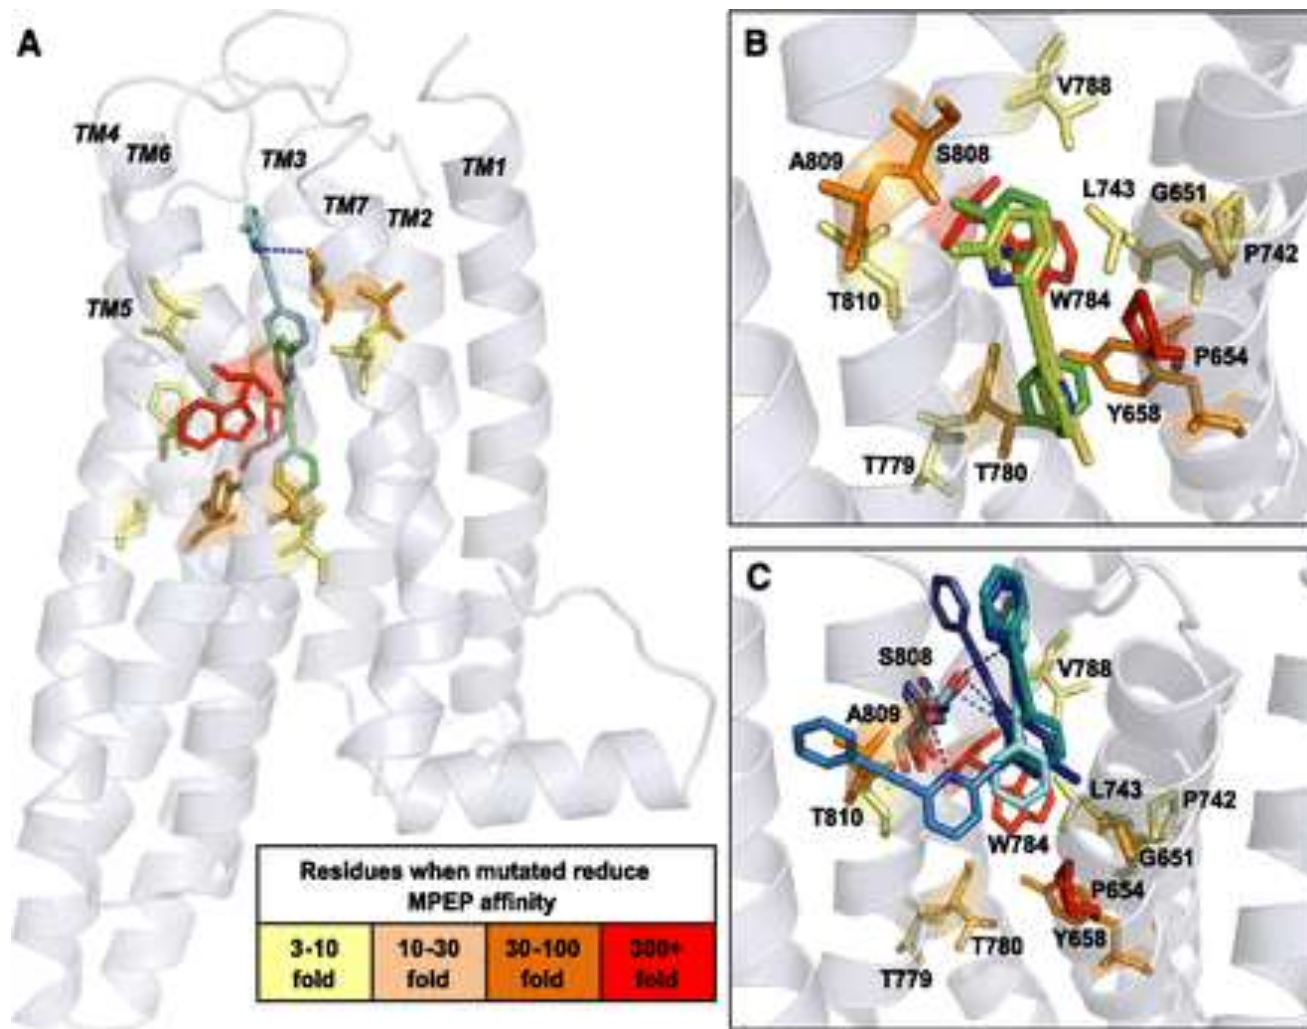 A
TM4
TM6
TM3
TM1
TM7
TM2
TM5
Residues when mutated reduce
MPEP affinity
3-10
fold
10-30
fold
30-100
fold
300+
fold
B
V788
A809
S808
L743
G651
P742
T810
W784
P654
Y658
T779
T780
C
S808
V788
A809
L743
P742
T810
W784
G651
P654
Y658
T780
T779